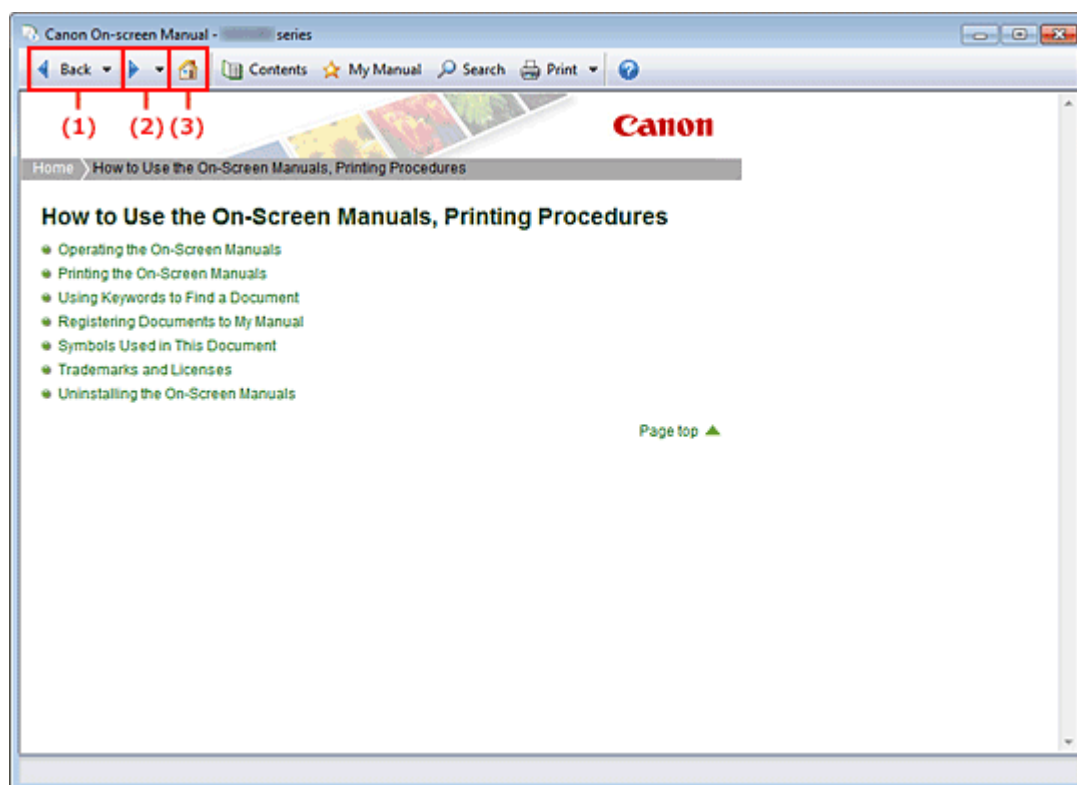 Canon On-screen Manual - series
Back Contents My Manual Search Print
(1) (2) (3)
Canon
Home How to Use the On-Screen Manuals, Printing Procedures
How to Use the On-Screen Manuals, Printing Procedures
Operating the On-Screen Manuals
Printing the On-Screen Manuals
Using Keywords to Find a Document
Registering Documents to My Manual
Symbols Used in This Document
Trademarks and Licenses
Uninstalling the On-Screen Manuals
Page top